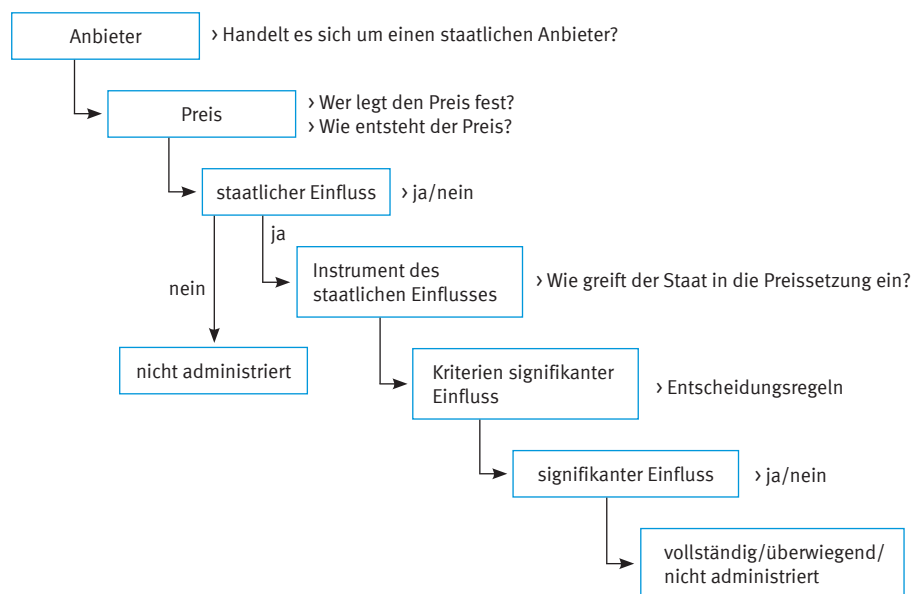 Anbieter
› Handelt es sich um einen staatlichen Anbieter?
Preis
› Wer legt den Preis fest?
› Wie entsteht der Preis?
staatlicher Einfluss
› ja/nein
ja
nein
Instrument des
staatlichen Einflusses
› Wie greift der Staat in die Preissetzung ein?
nicht administriert
Kriterien signifikanter
Einfluss
› Entscheidungsregeln
signifikanter Einfluss
› ja/nein
vollständig/überwiegend/
nicht administriert